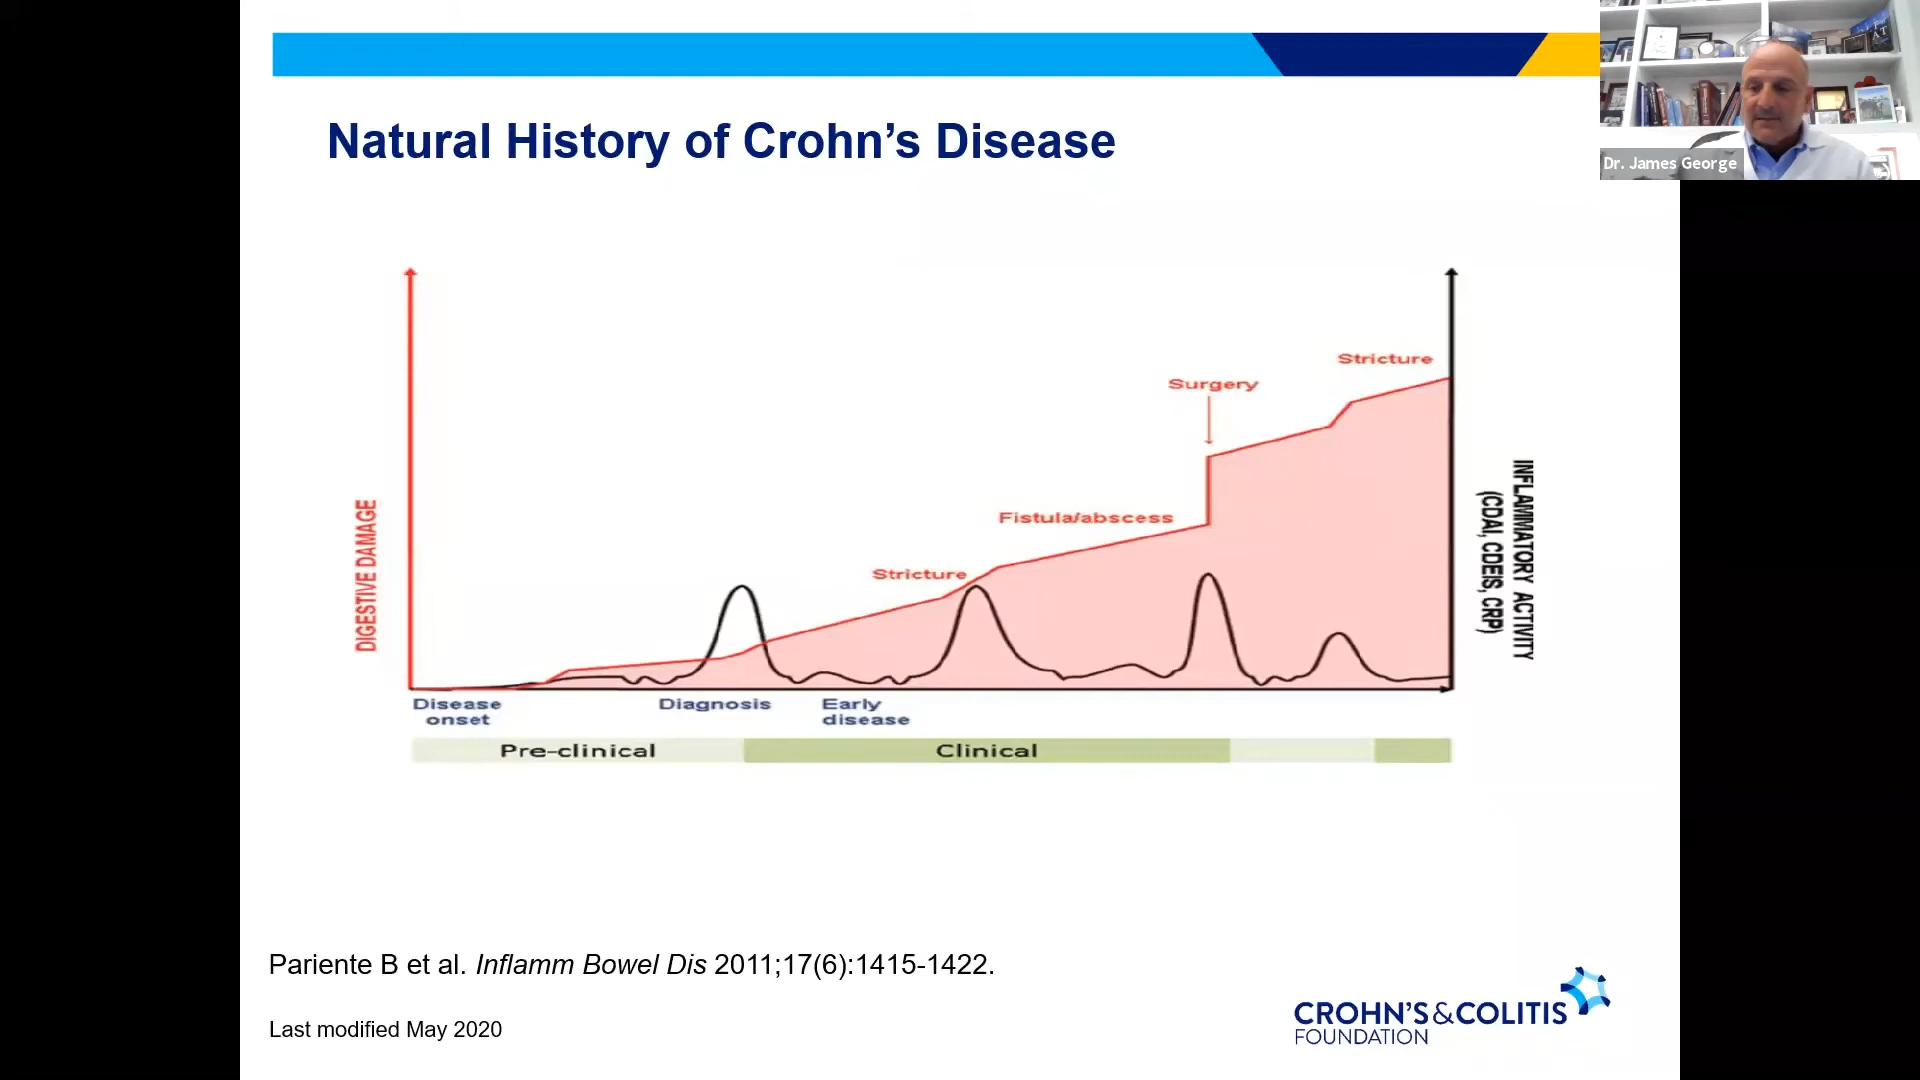 Natural History of Crohn's Disease
Dr. James George
Stricture
Surgery
Fistula/abscess
Stricture
DIGESTIVE DAMAGE
INFLAMMATORY ACTIVITY
(CDAI, CDEIS, CRP)
Disease
onset
Diagnosis
Early
disease
Pre-clinical
Clinical
Pariente B et al. Inflamm Bowel Dis 2011;17(6):1415-1422.
Last modified May 2020
CROHN'S & COLITIS
FOUNDATION